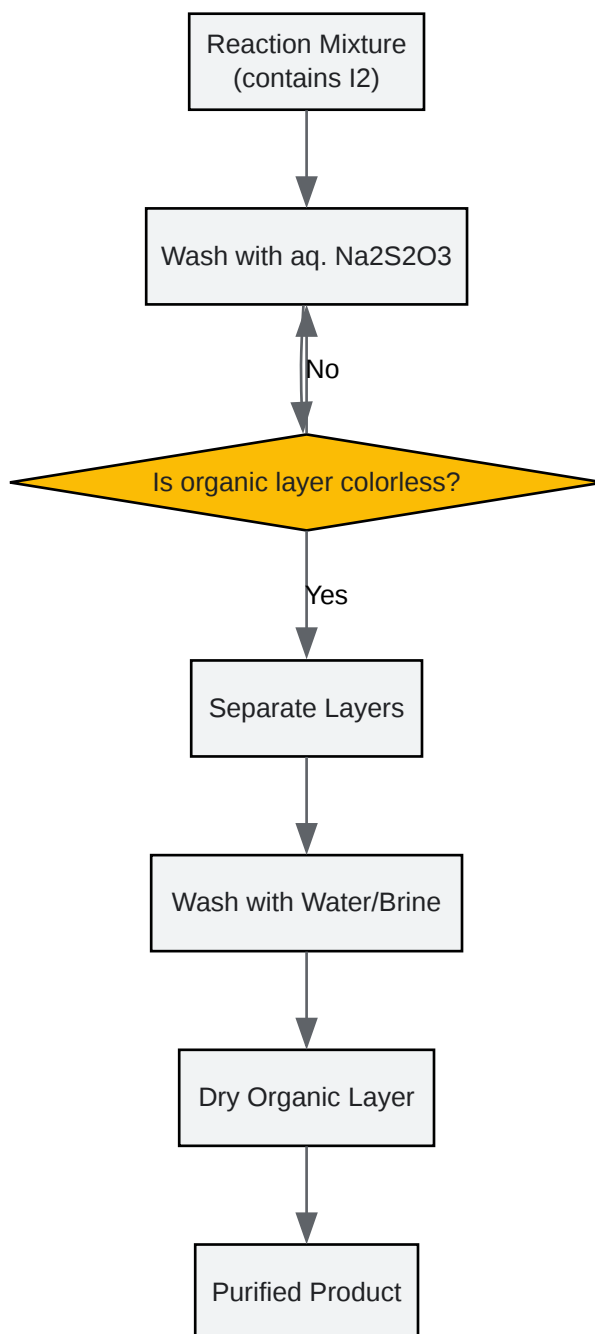 Reaction Mixture
(contains I2)
Wash with aq. Na2S2O3
No
Is organic layer colorless?
Yes
Separate Layers
Wash with Water/Brine
Dry Organic Layer
Purified Product